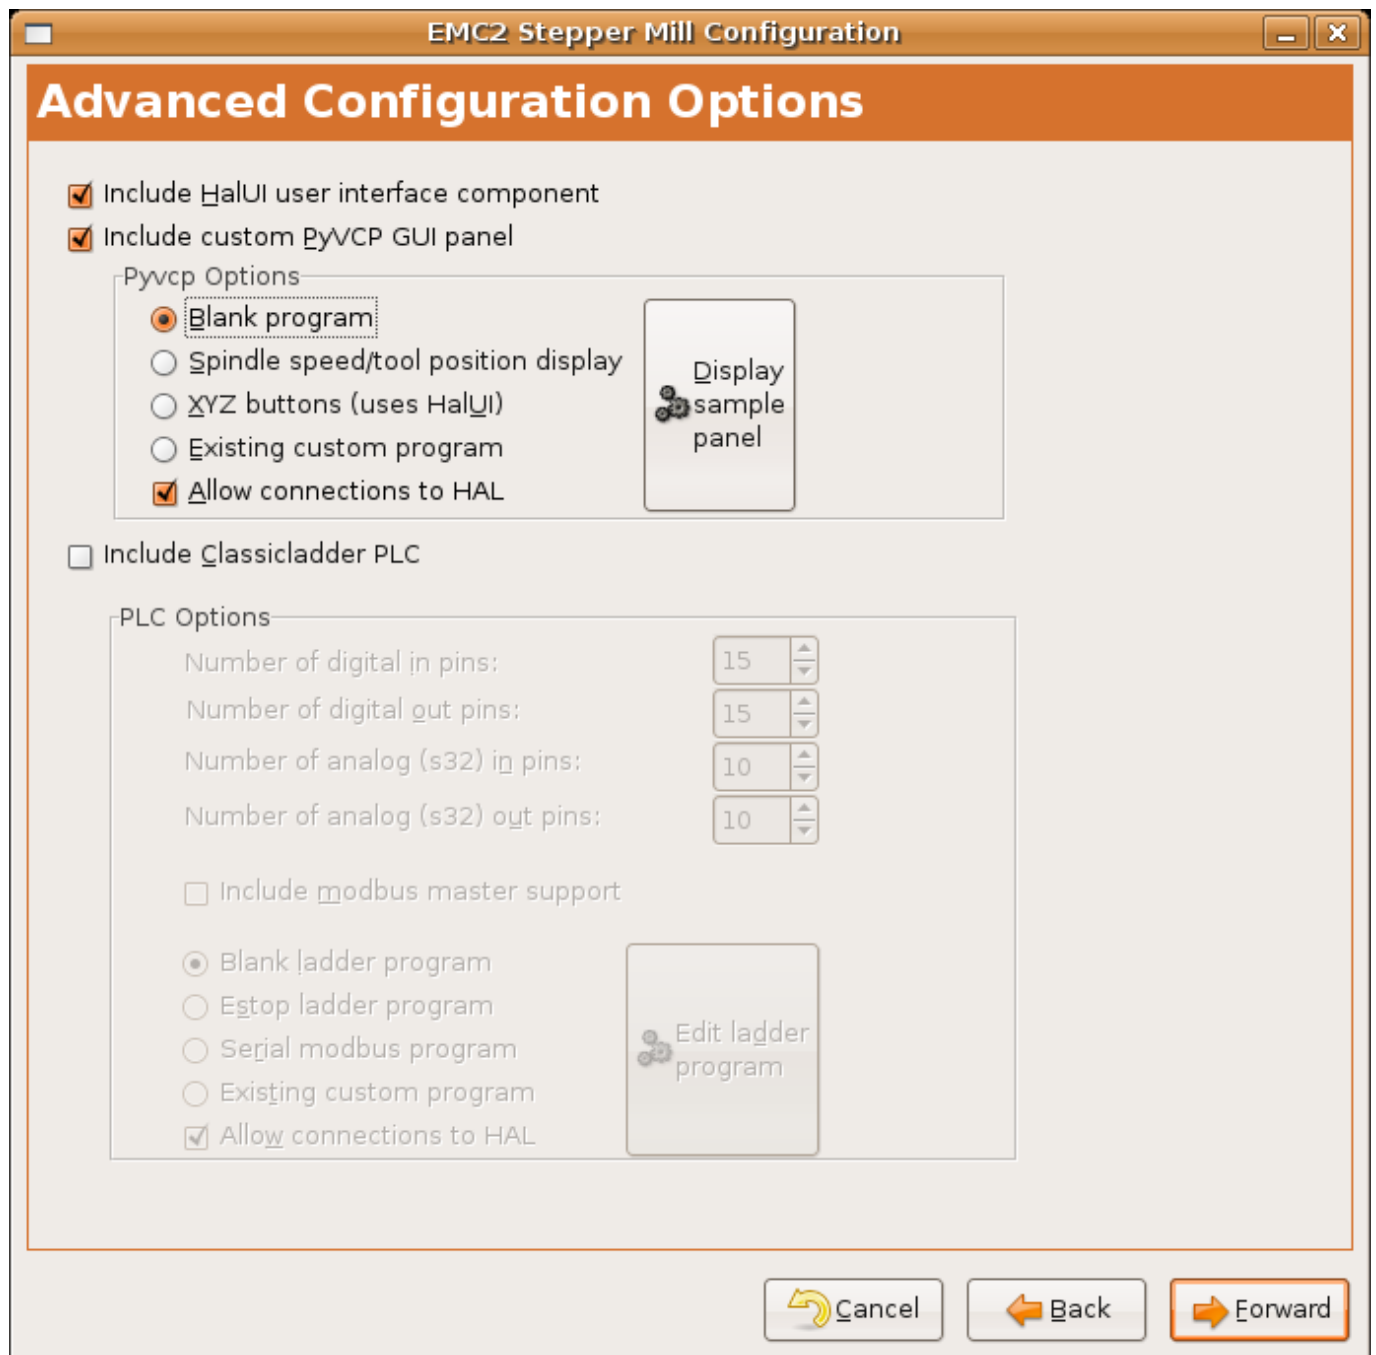 EMC2 Stepper Mill Configuration
Advanced Configuration Options
Include HalUI user interface component
Include custom PyVCP GUI panel
Pyvcp Options
Blank program
Spindle speed/tool position display
XYZ buttons (uses HalUI)
Existing custom program
Allow connections to HAL
Display
sample
panel
Include Classicladder PLC
PLC Options
Number of digital in pins: 15
Number of digital out pins: 15
Number of analog (s32) in pins: 10
Number of analog (s32) out pins: 10
Include modbus master support
Blank ladder program
Estop ladder program
Serial modbus program
Existing custom program
Allow connections to HAL
Edit ladder
program
Cancel Back Forward